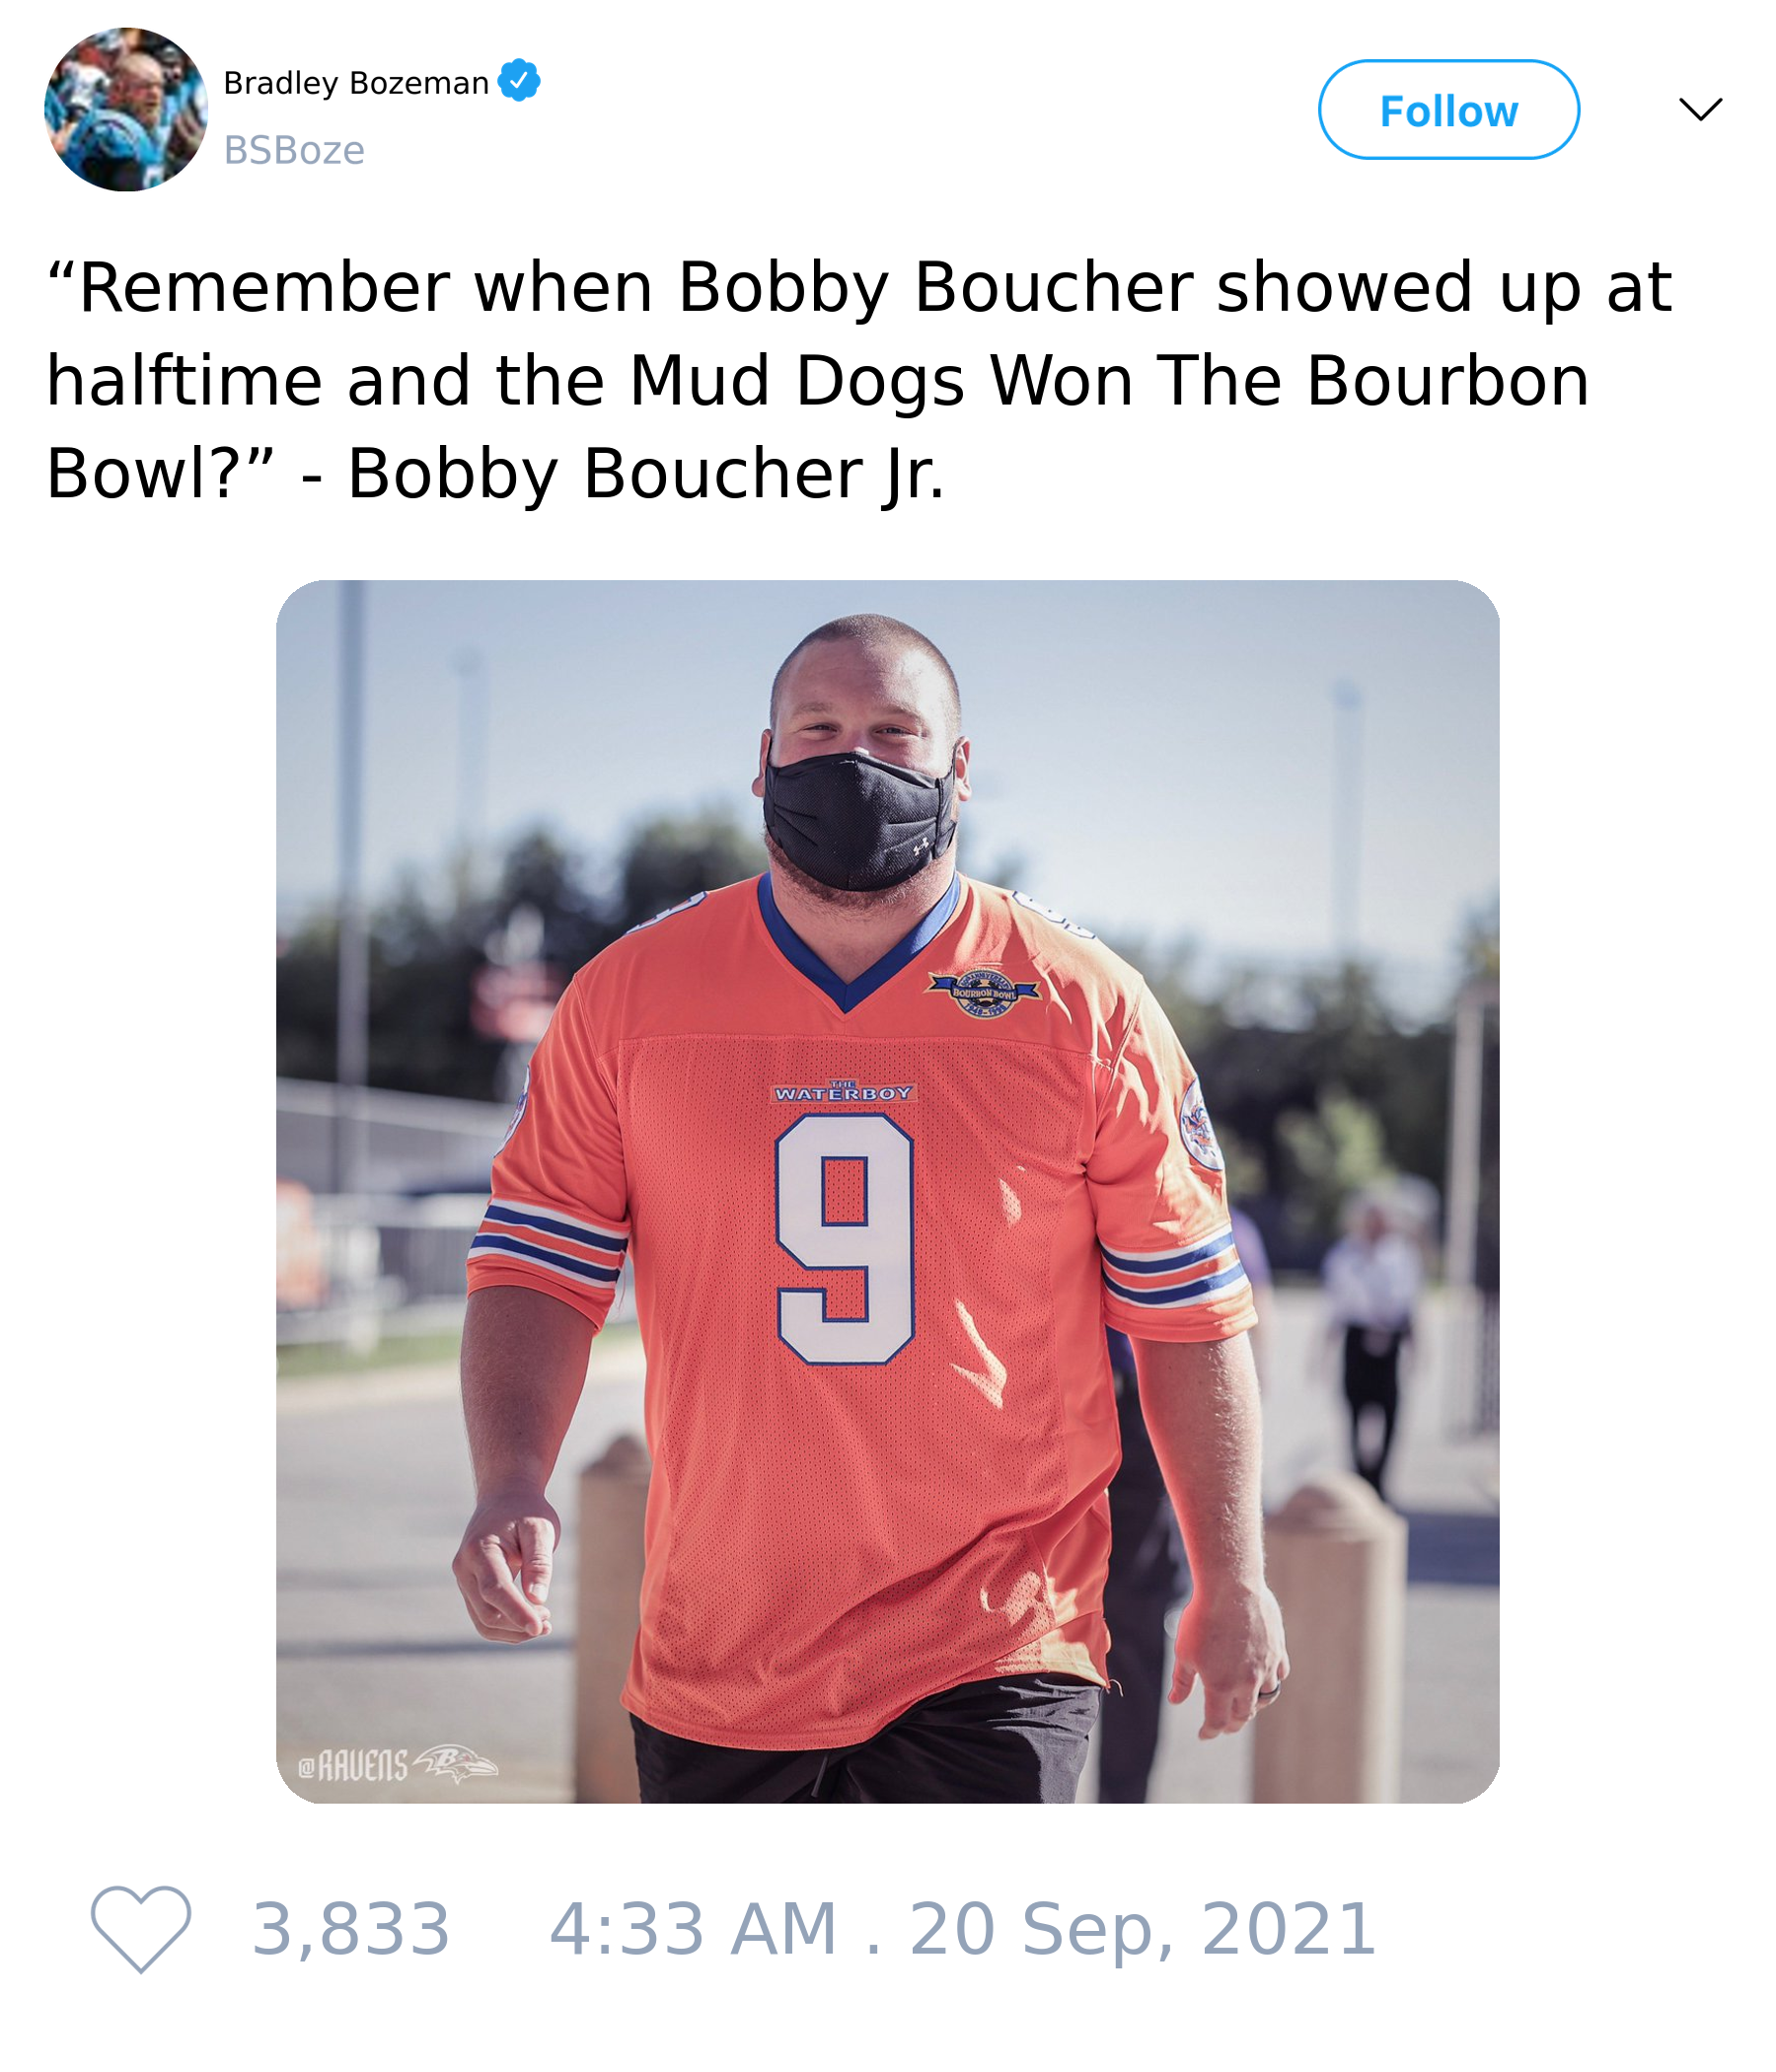 Bradley Bozeman
BSBoze
Follow
“Remember when Bobby Boucher showed up at
halftime and the Mud Dogs Won The Bourbon
Bowl?” - Bobby Boucher Jr.
BOURBON BOWL
THE
WATERBOY
9
@RAVENS
3,833 4:33 AM . 20 Sep, 2021